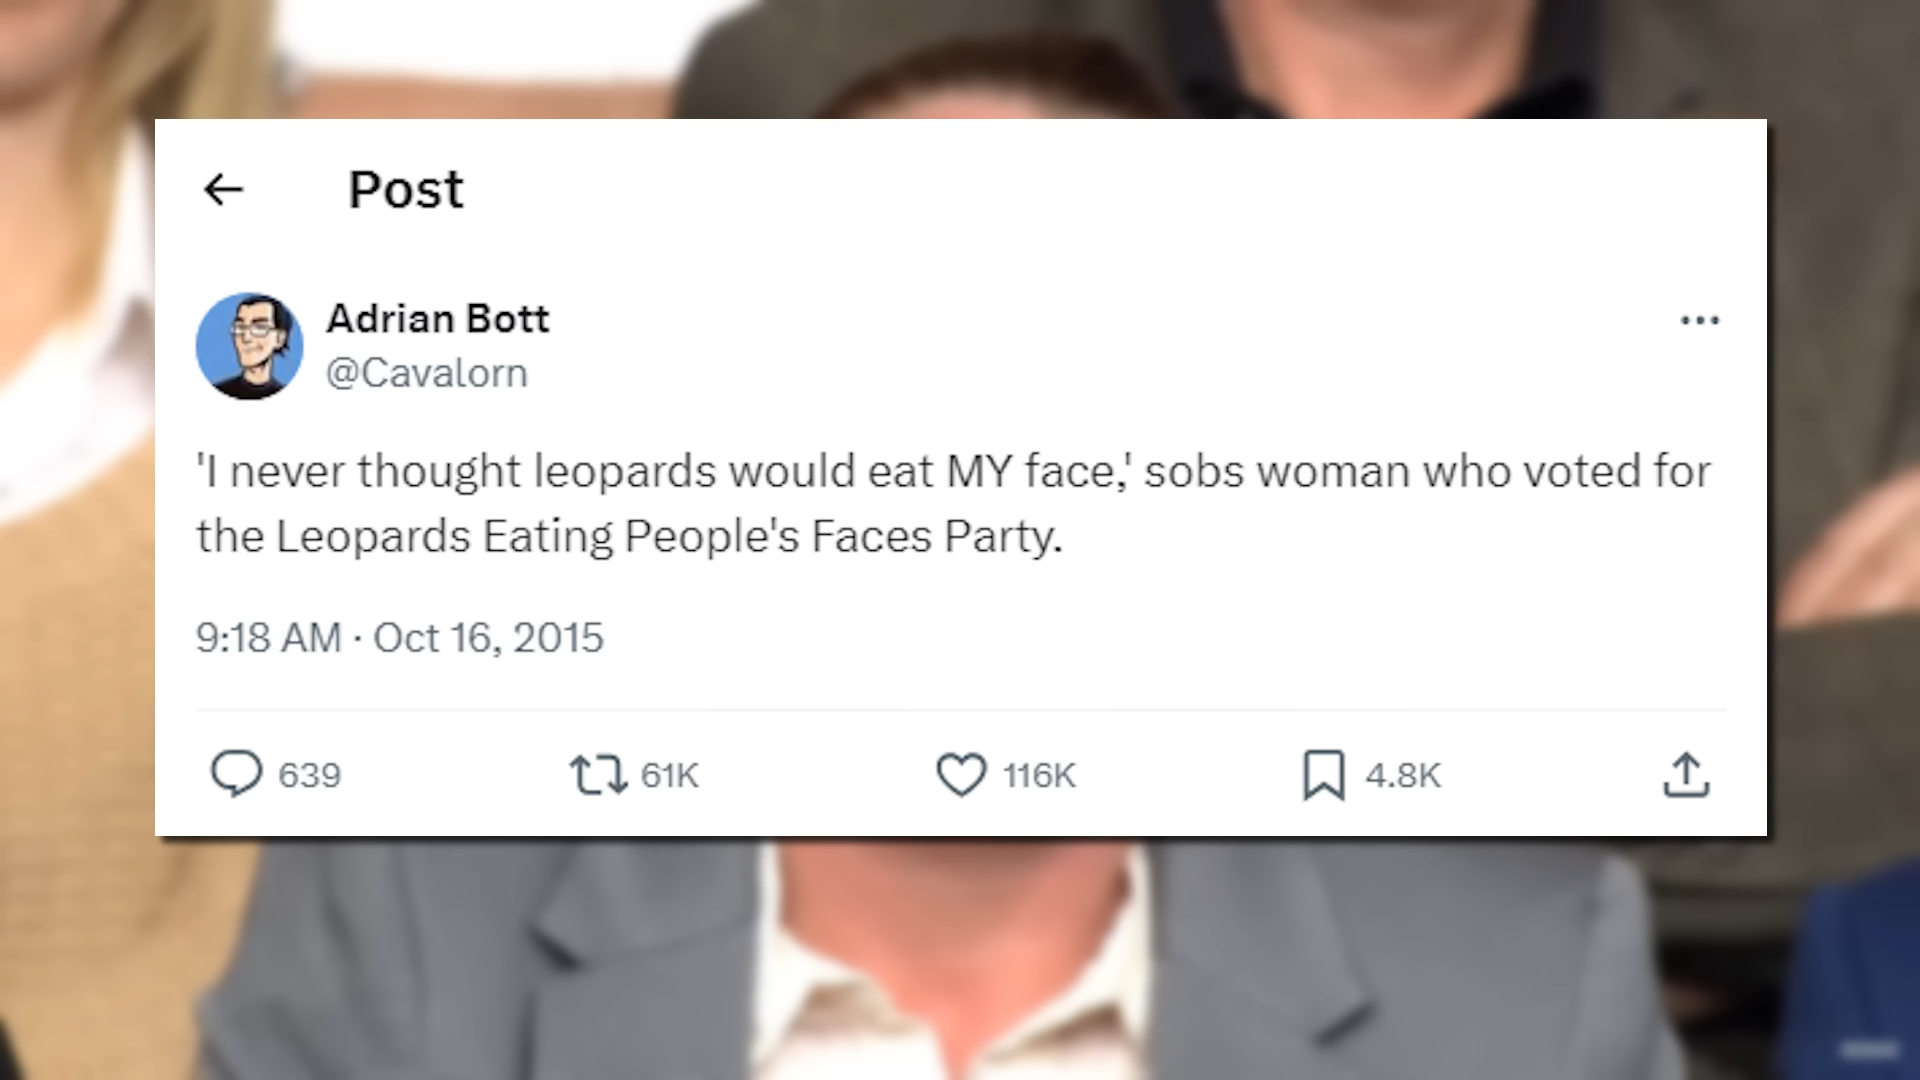 Post
Adrian Bott
@Cavalorn
'I never thought leopards would eat MY face,' sobs woman who voted for
the Leopards Eating People's Faces Party.
9:18 AM · Oct 16, 2015
639 61K 116K 4.8K